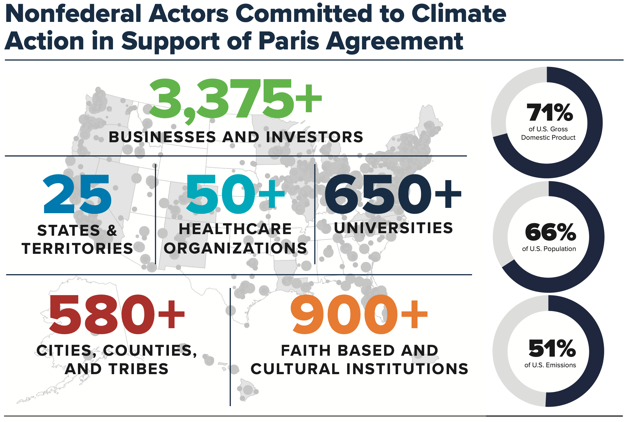 Nonfederal Actors Committed to Climate
Action in Support of Paris Agreement
3,375+
BUSINESSES AND INVESTORS
25
STATES &
TERRITORIES
50+
HEALTHCARE
ORGANIZATIONS
650+
UNIVERSITIES
580+
CITIES, COUNTIES,
AND TRIBES
900+
FAITH BASED AND
CULTURAL INSTITUTIONS
71%
of U.S. Gross
Domestic Product
66%
of U.S. Population
51%
of U.S. Emissions